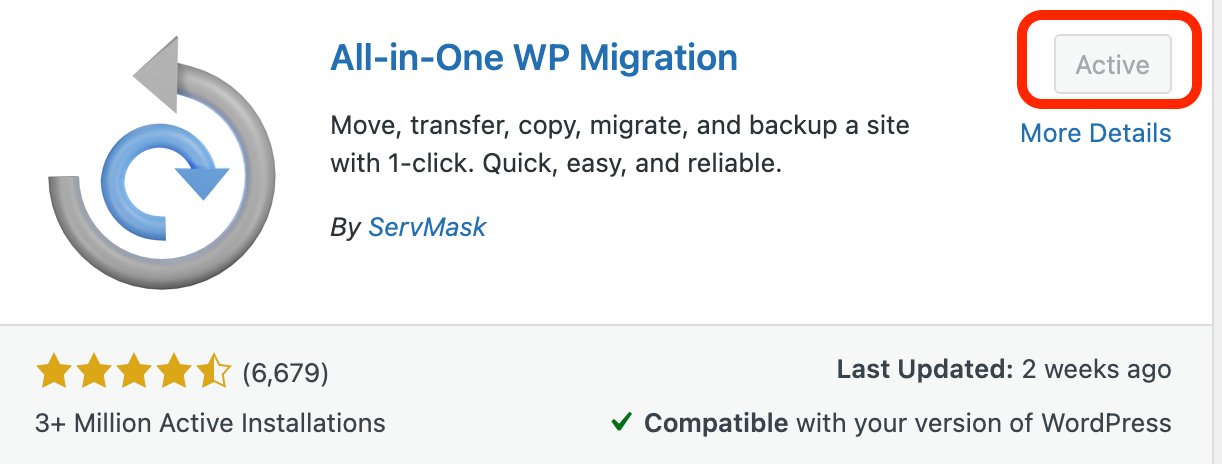 All-in-One WP Migration
Active
More Details
Move, transfer, copy, migrate, and backup a site
with 1-click. Quick, easy, and reliable.
By ServMask
(6,679)
Last Updated: 2 weeks ago
3+ Million Active Installations
Compatible with your version of WordPress